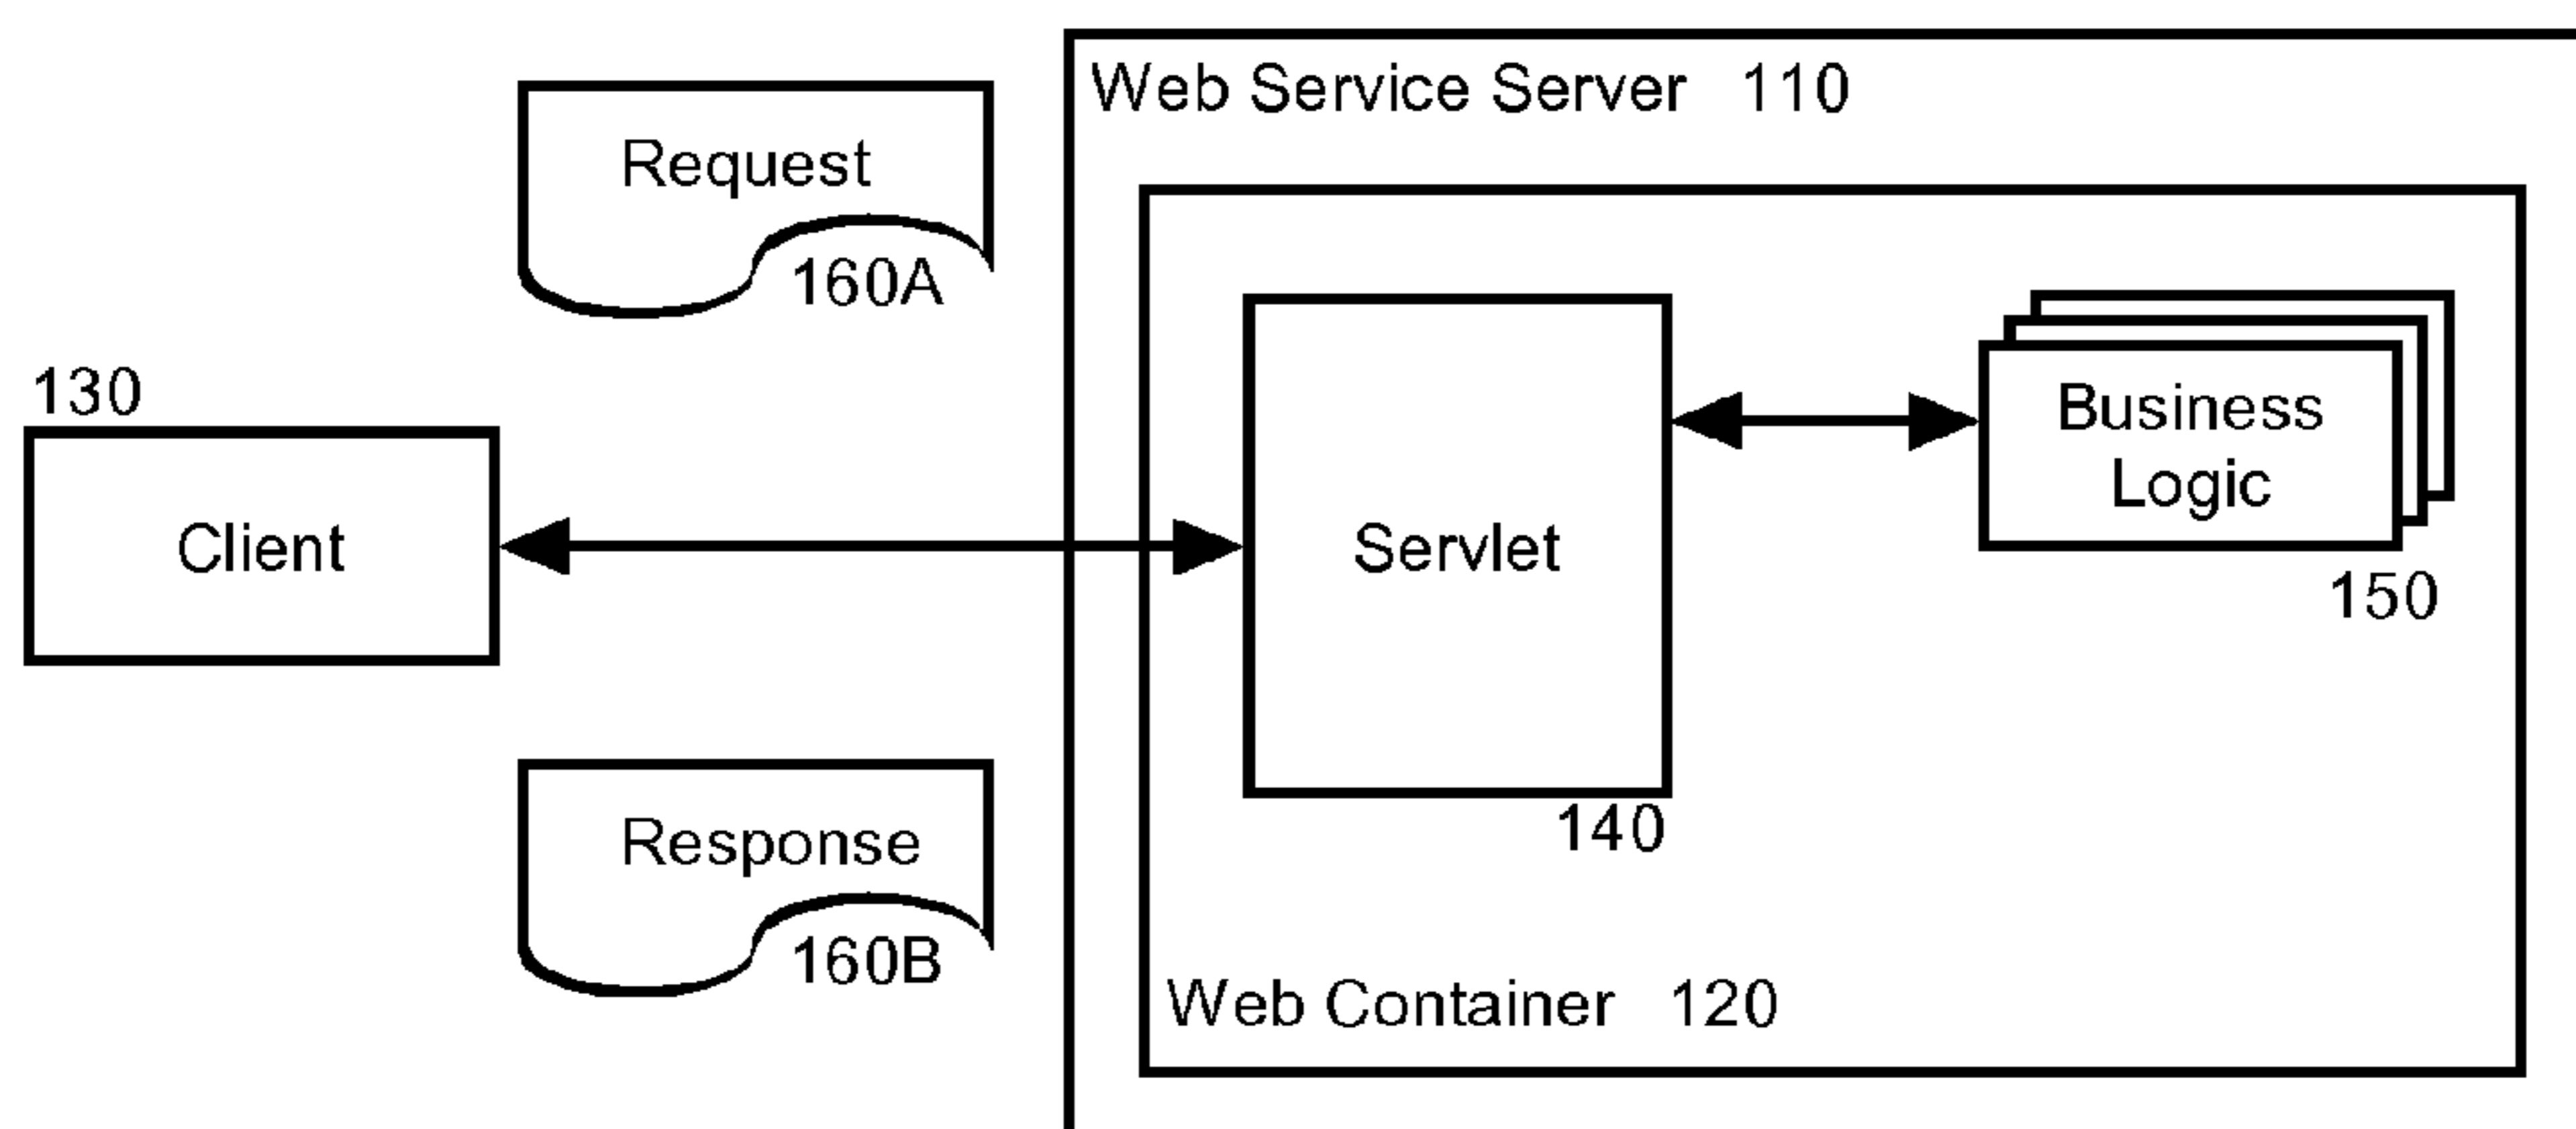 Web Service Server 110
Request
160A
130
Client
Servlet
Business
Logic
150
140
Response
160B
Web Container 120